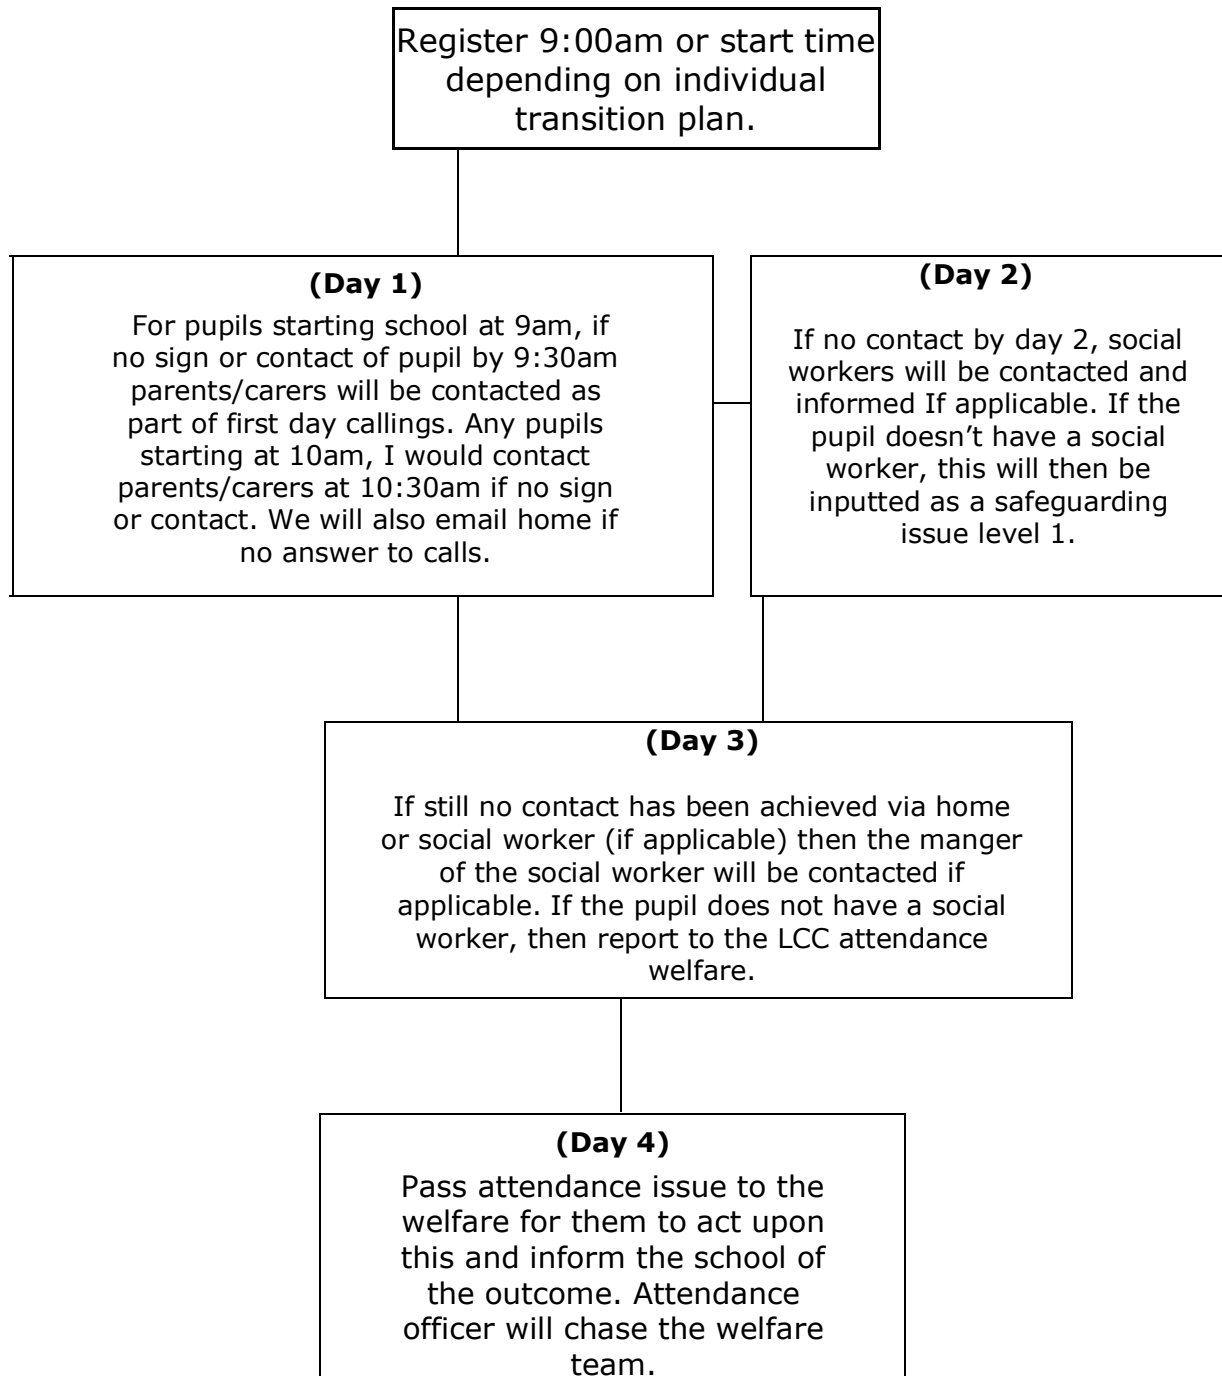 Register 9:00am or start time
depending on individual
transition plan.
(Day 1)
For pupils starting school at 9am, if
no sign or contact of pupil by 9:30am
parents/carers will be contacted as
part of first day callings. Any pupils
starting at 10am, I would contact
parents/carers at 10:30am if no sign
or contact. We will also email home if
no answer to calls.
(Day 2)
If no contact by day 2, social
workers will be contacted and
informed If applicable. If the
pupil doesn’t have a social
worker, this will then be
inputted as a safeguarding
issue level 1.
(Day 3)
If still no contact has been achieved via home
or social worker (if applicable) then the manger
of the social worker will be contacted if
applicable. If the pupil does not have a social
worker, then report to the LCC attendance
welfare.
(Day 4)
Pass attendance issue to the
welfare for them to act upon
this and inform the school of
the outcome. Attendance
officer will chase the welfare
team.